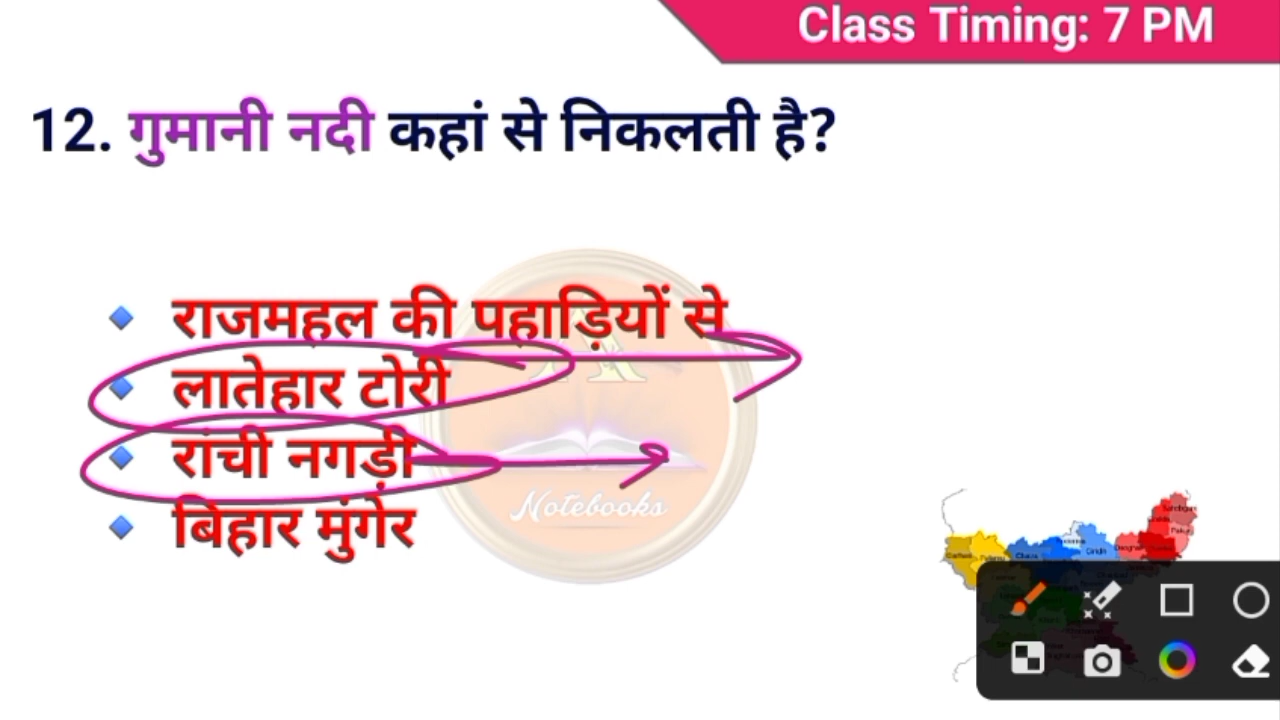 Class Timing: 7 PM
12. गुमानी नदी कहां से निकलती है?
राजमहल की पहाड़ियों से
लातेहार टोरी
रांची नगड़ी
बिहार मुंगेर
Notebooks